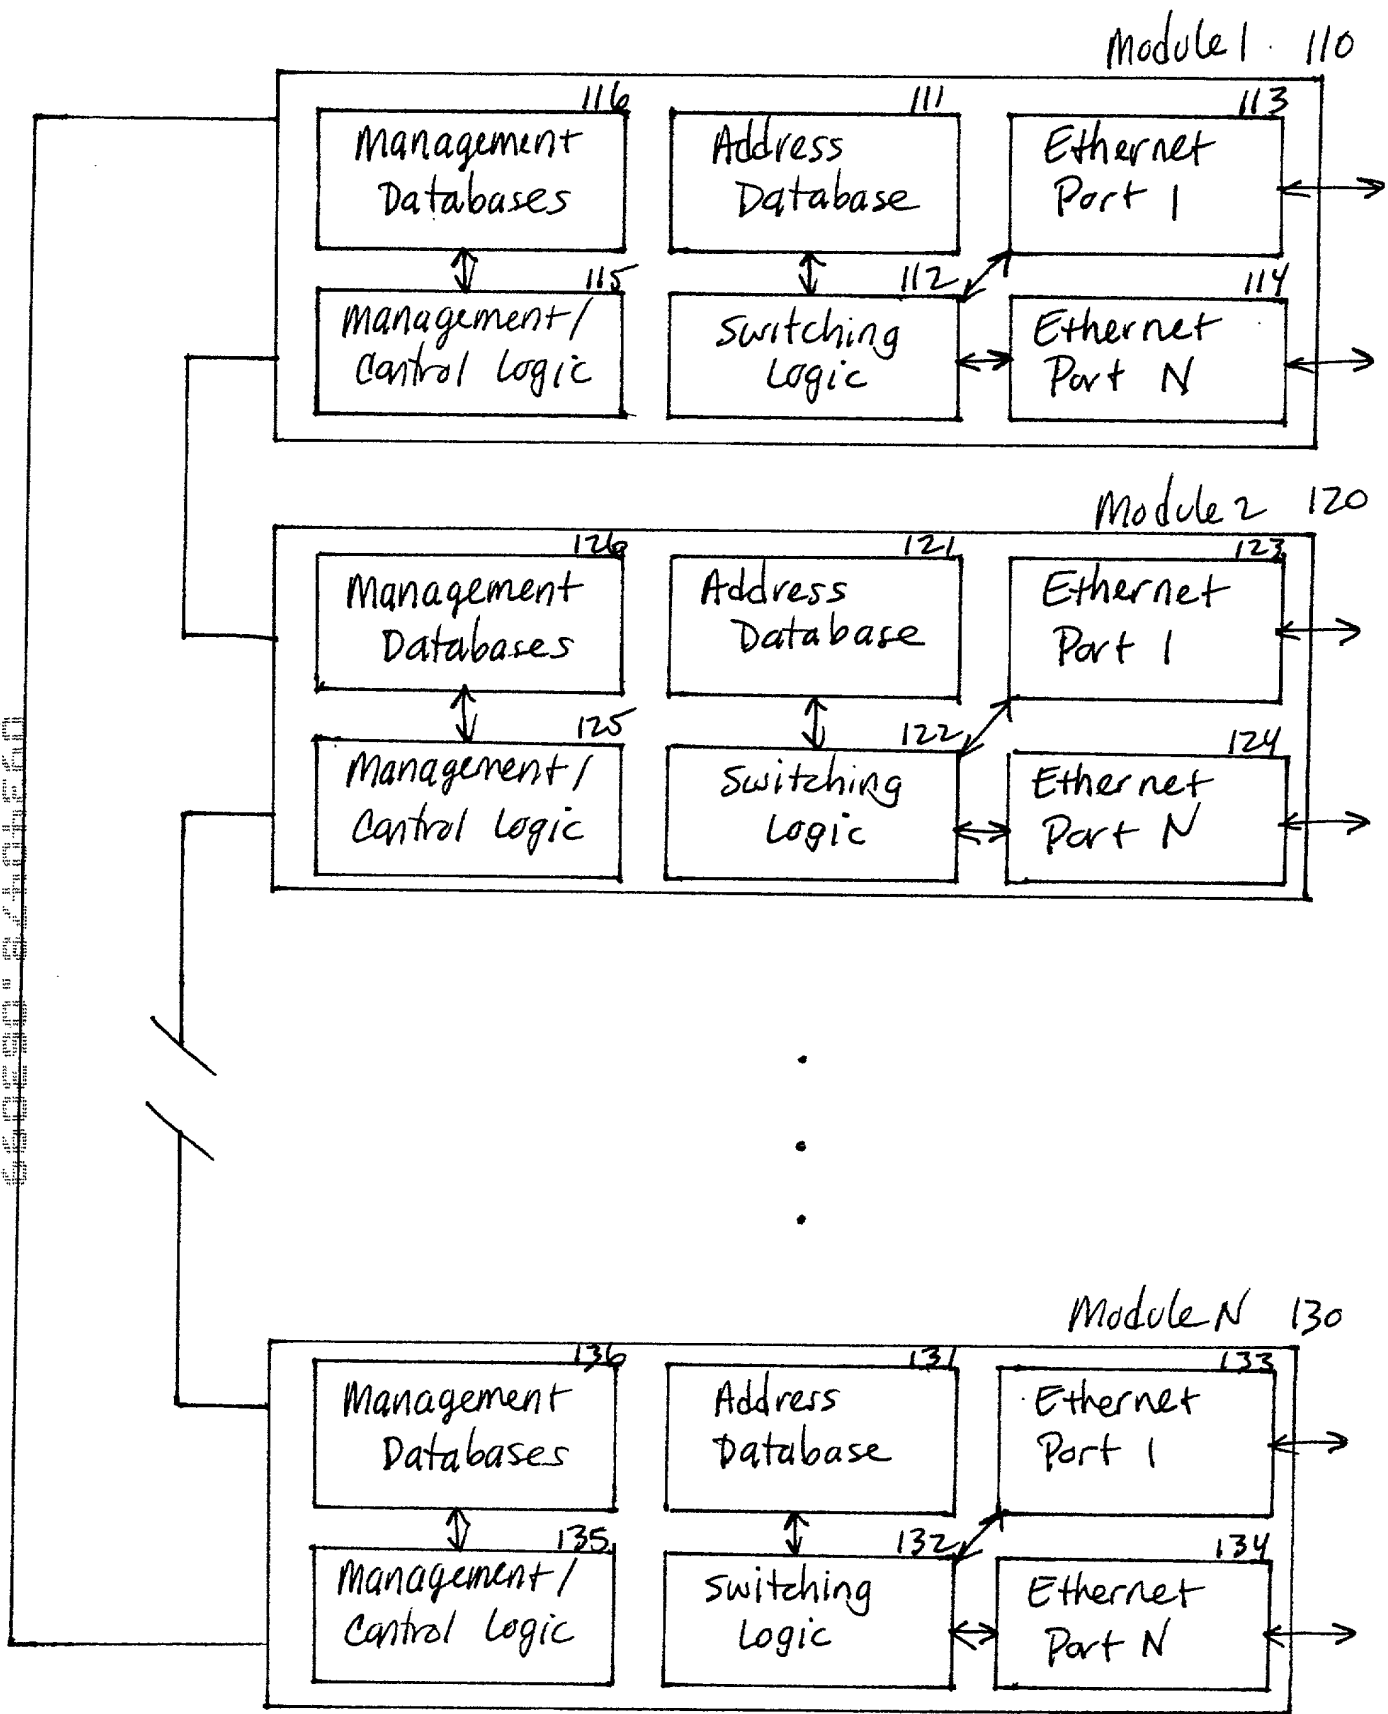 Module 1 110
116
Management
Databases
111
Address
Database
113
Ethernet
Port 1
115
Management/
Control Logic
112
Switching
Logic
114
Ethernet
Port N
Module 2 120
126
Management
Databases
121
Address
Database
123
Ethernet
Port 1
125
Management/
Control Logic
122
Switching
Logic
124
Ethernet
Port N
Module N 130
136
Management
Databases
131
Address
Database
133
Ethernet
Port 1
135
Management/
Control Logic
132
Switching
Logic
134
Ethernet
Port N